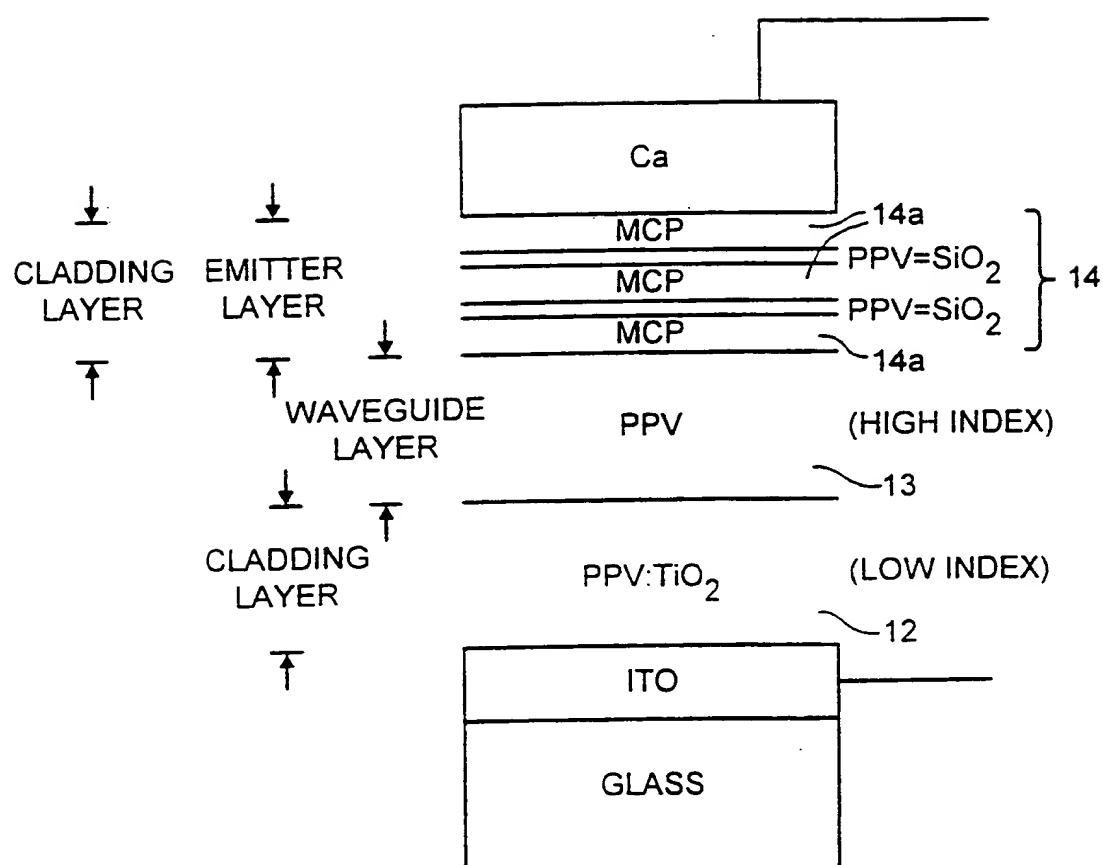 Ca
MCP
14a
CLADDING
LAYER
EMITTER
LAYER
PPV=SiO₂
MCP
14
PPV=SiO₂
MCP
14a
WAVEGUIDE
LAYER
PPV
(HIGH INDEX)
13
CLADDING
LAYER
PPV:TiO₂
(LOW INDEX)
12
ITO
GLASS